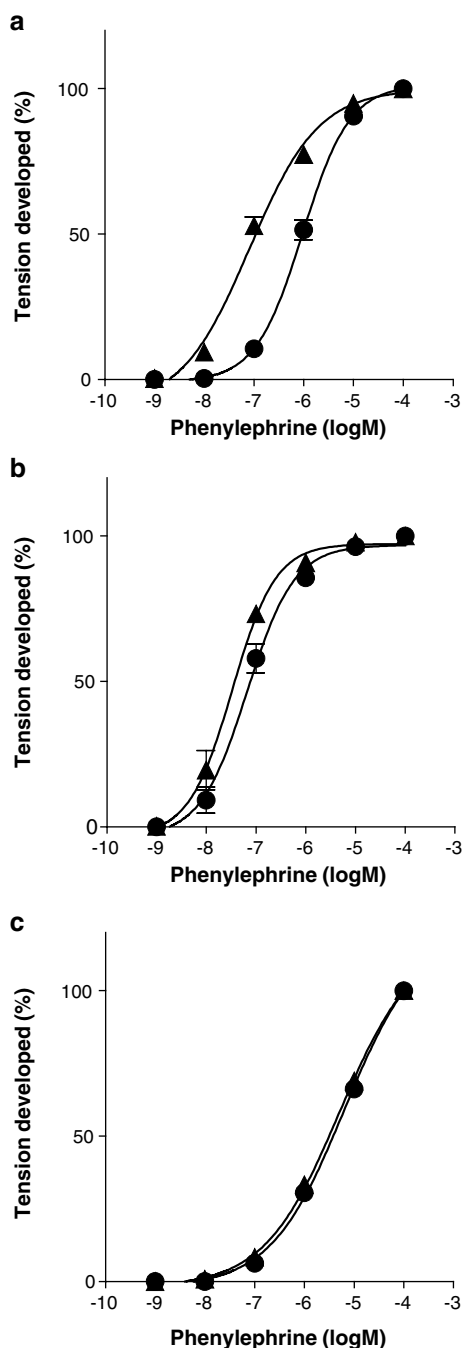 a
Tension developed (%)
100
50
0
-10 -9 -8 -7 -6 -5 -4 -3
Phenylephrine (logM)
b
Tension developed (%)
100
50
0
-10 -9 -8 -7 -6 -5 -4 -3
Phenylephrine (logM)
c
Tension developed (%)
100
50
0
-10 -9 -8 -7 -6 -5 -4 -3
Phenylephrine (logM)